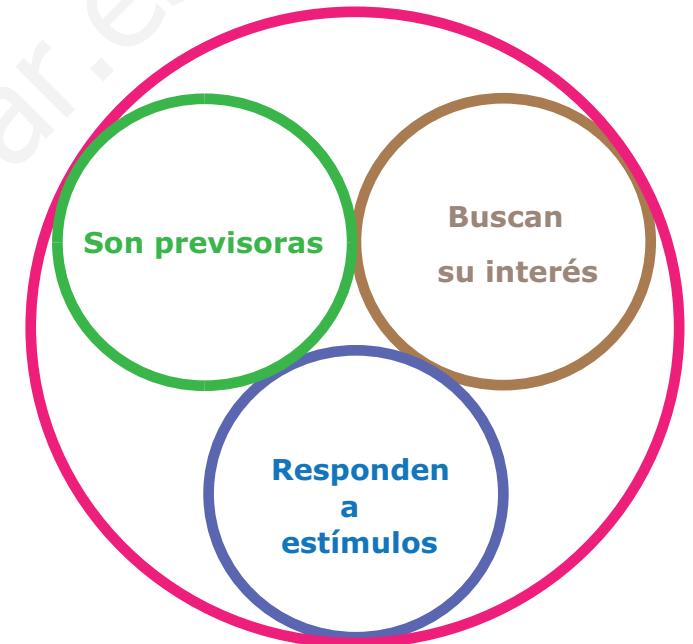 Son previsoras
Buscan
su interés
Responden
a
estímulos